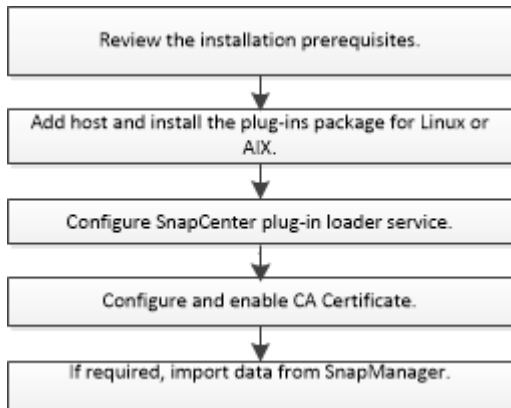 Review the installation prerequisites.
Add host and install the plug-ins package for Linux or
AIX.
Configure SnapCenter plug-in loader service.
Configure and enable CA Certificate.
If required, import data from SnapManager.